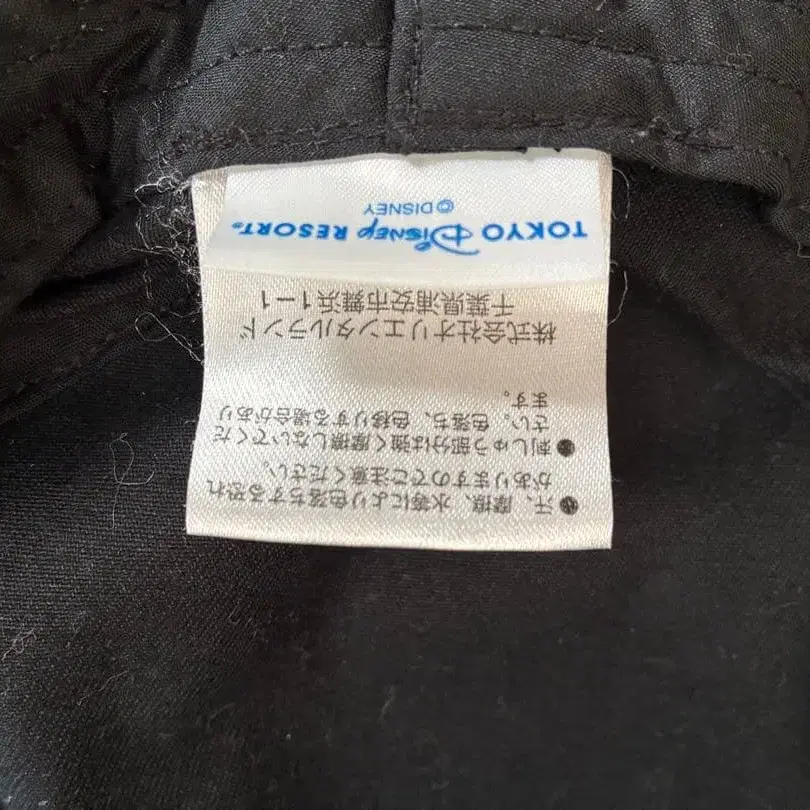 ●汗、摩擦、水等により色落ちする恐れ
がありますのでご注意ください。
●刺しゅう部分は強く摩擦しないでくだ
さい。色落ち、色移りする場合があり
ます。
株式会社オリエンタルランド
千葉県浦安市舞浜1-1
TOKYO DISNEY RESORT®
© DISNEY